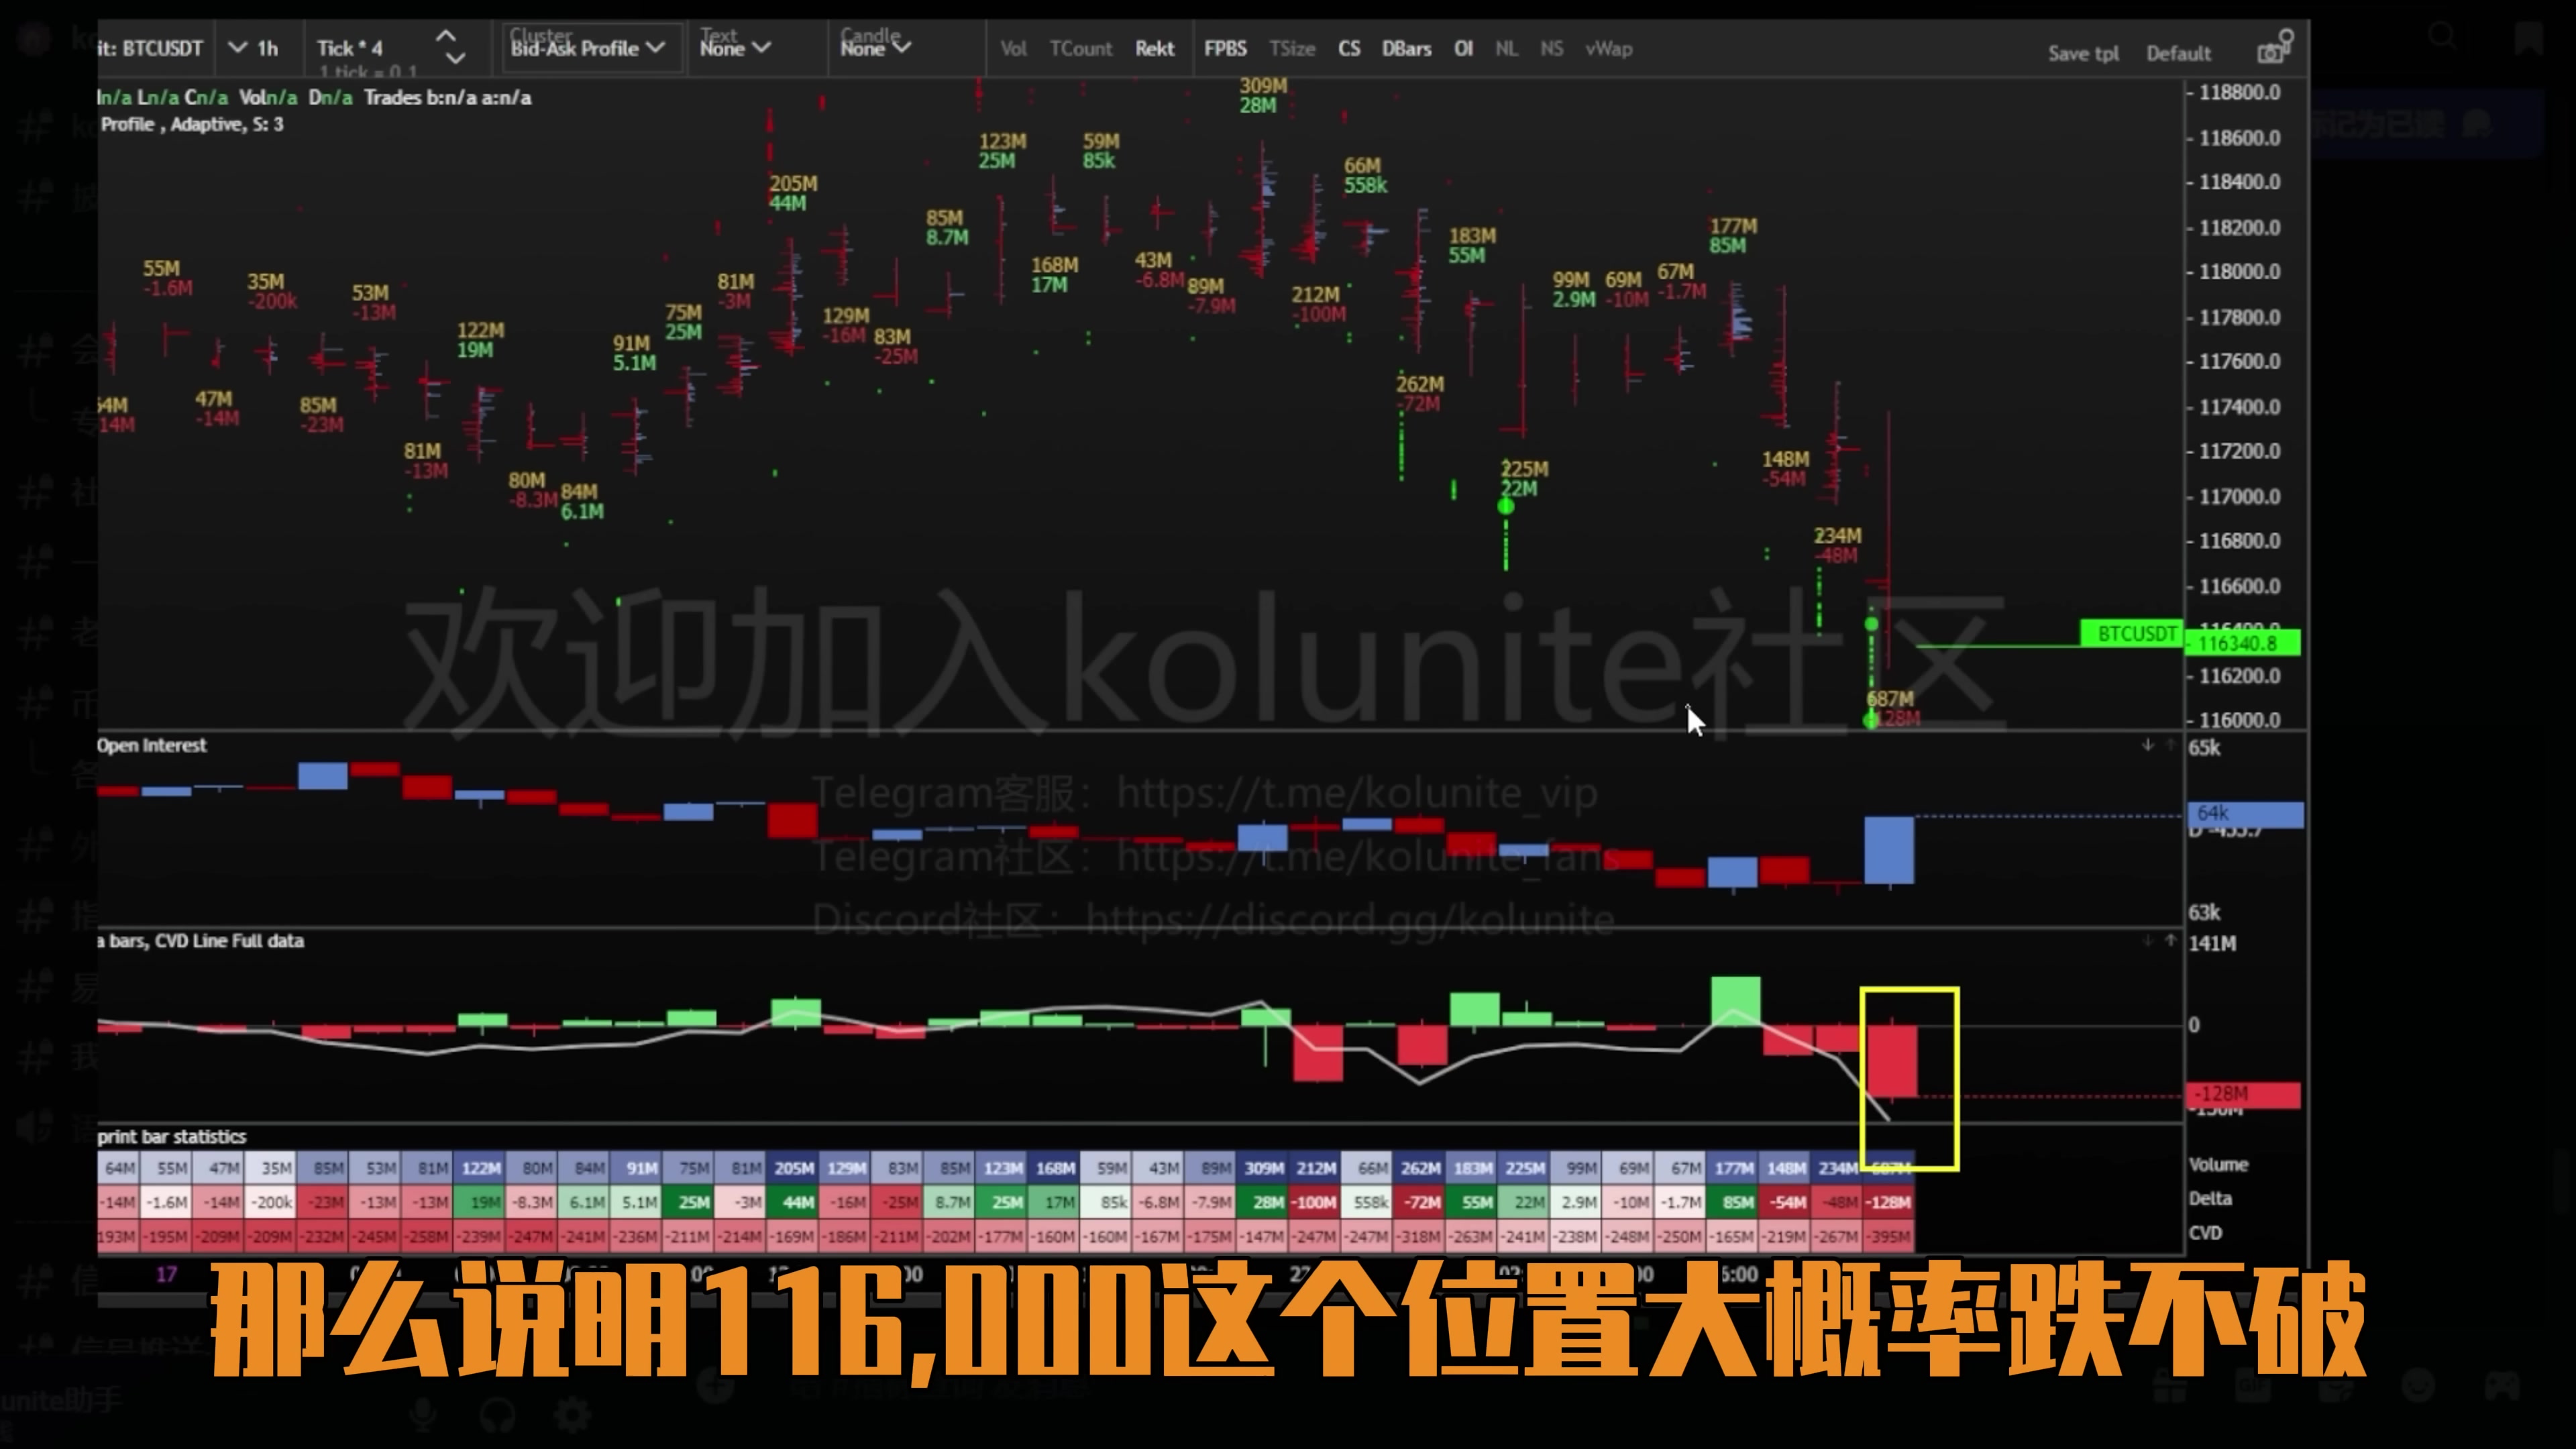 it: BTCUSDT 1h Tick * 4 Cluster Bid-Ask Profile Text None Candle None Vol TCount Rekt FPBS TSize CS DBars OI NL NS vWap Save tpl Default
1 tick = 0.1
n/a Ln/a Cn/a Voln/a Dn/a Trades b:n/a a:n/a
Profile , Adaptive, S: 3
55M -1.6M
35M -200k
53M -13M
122M 19M
91M 5.1M
75M 25M
81M -3M
205M 44M
129M -16M
83M -25M
85M 8.7M
123M 25M
168M 17M
59M 85k
43M -6.8M
89M -7.9M
309M 28M
212M -100M
66M 558k
262M -72M
183M 55M
225M 22M
99M 2.9M
69M -10M
67M -1.7M
177M 85M
148M -54M
234M -48M
687M -128M
64M -14M
47M -14M
85M -23M
81M -13M
80M -8.3M
84M 6.1M
118800.0
118600.0
118400.0
118200.0
118000.0
117800.0
117600.0
117400.0
117200.0
117000.0
116800.0
116600.0
BTCUSDT 116340.8
116200.0
116000.0
欢迎加入kolunite社区
Open Interest
65k
64k
63k
Telegram客服：https://t.me/kolunite_vip
Telegram社区：https://t.me/kolunite_fans
Discord社区：https://discord.gg/kolunite
a bars, CVD Line Full data
141M
0
-128M
print bar statistics
64M 55M 47M 35M 85M 53M 81M 122M 80M 84M 91M 75M 81M 205M 129M 83M 85M 123M 168M 59M 43M 89M 309M 212M 66M 262M 183M 225M 99M 69M 67M 177M 148M 234M 687M Volume
-14M -1.6M -14M -200k -23M -13M -13M 19M -8.3M 6.1M 5.1M 25M -3M 44M -16M -25M 8.7M 25M 17M 85k -6.8M -7.9M 28M -100M 558k -72M 55M 22M 2.9M -10M -1.7M 85M -54M -48M -128M Delta
193M -195M -209M -209M -232M -245M -258M -239M -247M -241M -236M -211M -214M -169M -186M -211M -202M -177M -160M -160M -167M -175M -147M -247M -247M -318M -263M -241M -238M -248M -250M -165M -219M -267M -395M CVD
17
那么说明116,000这个位置大概率跌不破